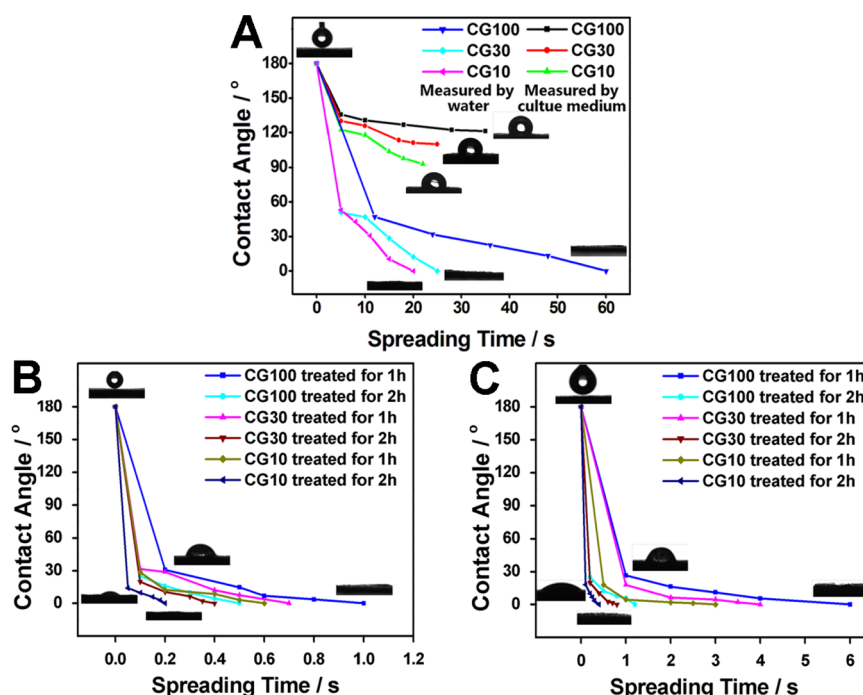 A
CG100 CG100
CG30 CG30
CG10 CG10
Measured by water Measured by cultue medium
180
150
120
90
60
30
0
Contact Angle / °
0 10 20 30 40 50 60
Spreading Time / s
B
CG100 treated for 1h
CG100 treated for 2h
CG30 treated for 1h
CG30 treated for 2h
CG10 treated for 1h
CG10 treated for 2h
180
150
120
90
60
30
0
Contact Angle / °
0.0 0.2 0.4 0.6 0.8 1.0 1.2
Spreading Time / s
C
CG100 treated for 1h
CG100 treated for 2h
CG30 treated for 1h
CG30 treated for 2h
CG10 treated for 1h
CG10 treated for 2h
180
150
120
90
60
30
0
Contact Angle / °
0 1 2 3 4 5 6
Spreading Time / s